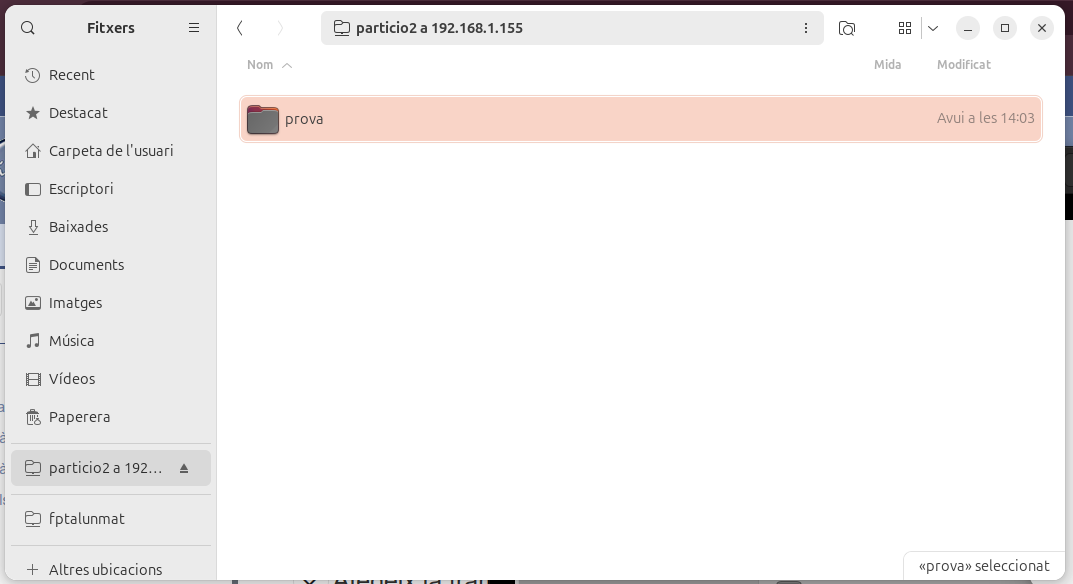 Fitxers
particio2 a 192.168.1.155
Nom
Mida
Modificat
Recent
Destacat
Carpeta de l'usuari
Escriptori
Baixades
Documents
Imatges
Música
Vídeos
Paperera
particio2 a 192…
fptalunmat
Altres ubicacions
prova
Avui a les 14:03
«prova» seleccionat